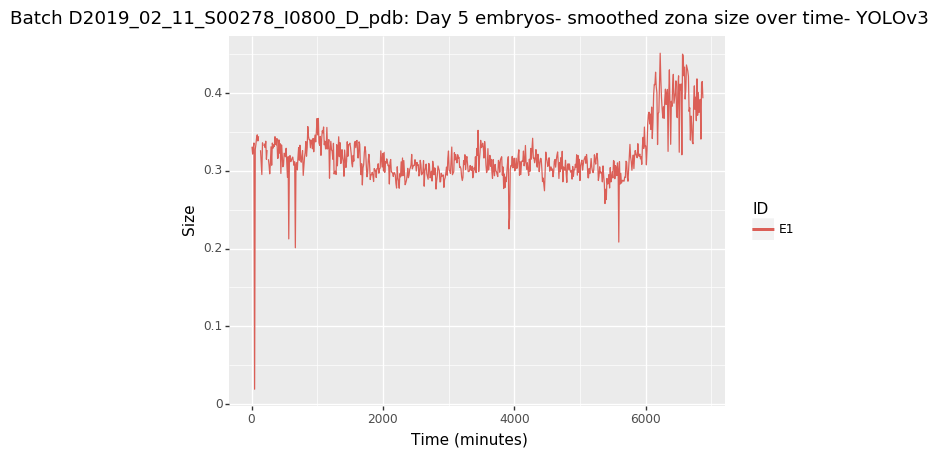 Batch D2019_02_11_S00278_I0800_D_pdb: Day 5 embryos- smoothed zona size over time- YOLOv3
0.4
0.3
0.2
0.1
0
Size
0 2000 4000 6000
Time (minutes)
ID
E1